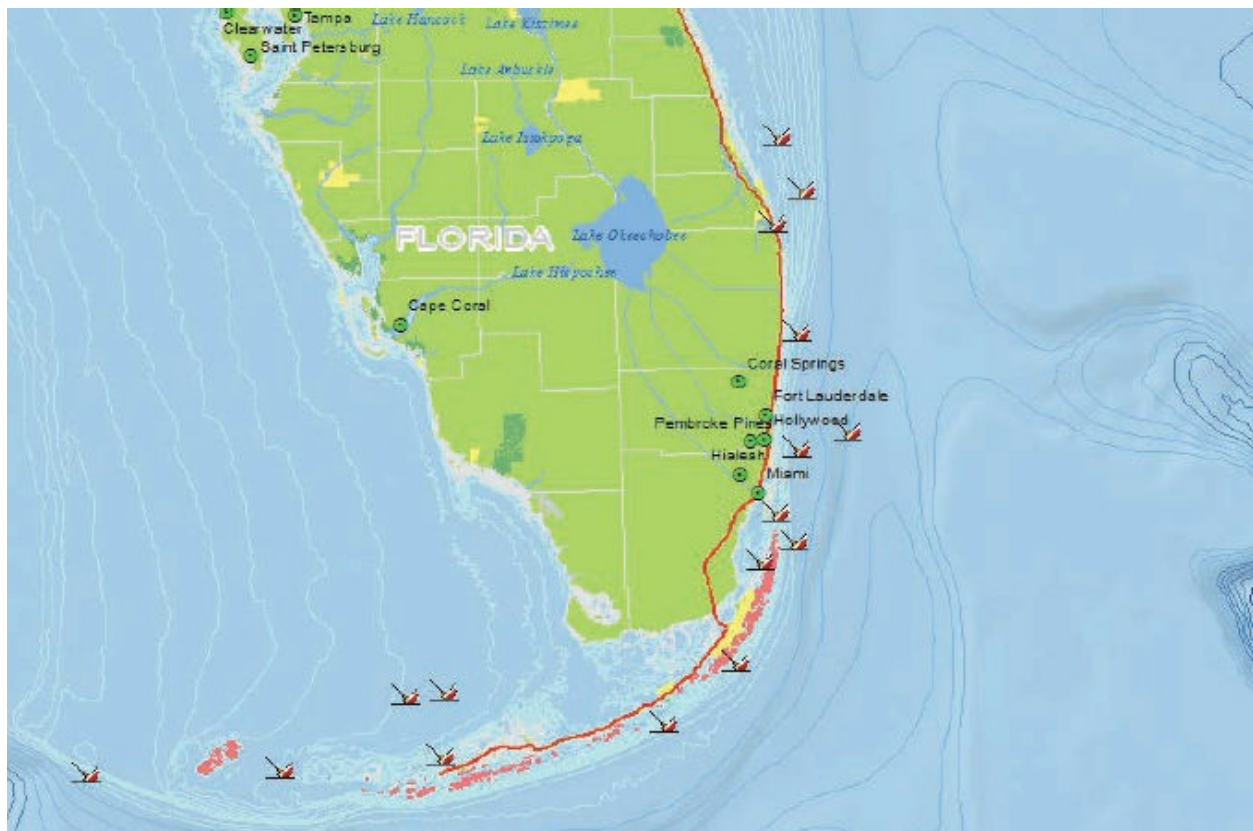 Tampa
Lake Hancock
Lake Kissimee
Clearwater
Saint Petersburg
Lake Arbuckle
Lake Istokpoga
FLORIDA
Lake Okeechobee
Lake Hicpochee
Cape Coral
Coral Springs
Fort Lauderdale
Pembroke Pines
Hollywood
Hialeah
Miami